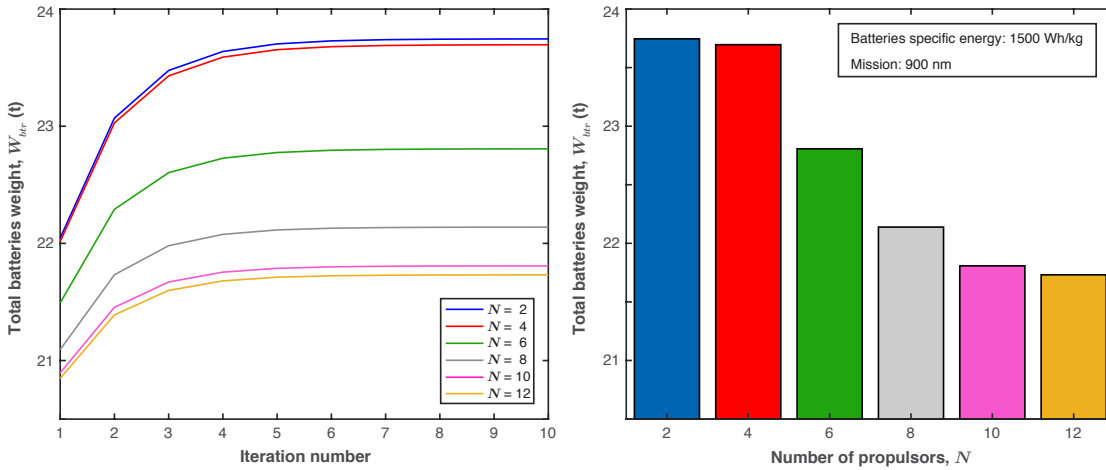 24
23
22
21
Total batteries weight, W_btr (t)
N = 2
N = 4
N = 6
N = 8
N = 10
N = 12
1 2 3 4 5 6 7 8 9 10
Iteration number
24
23
22
21
Total batteries weight, W_btr (t)
Batteries specific energy: 1500 Wh/kg
Mission: 900 nm
2 4 6 8 10 12
Number of propulsors, N